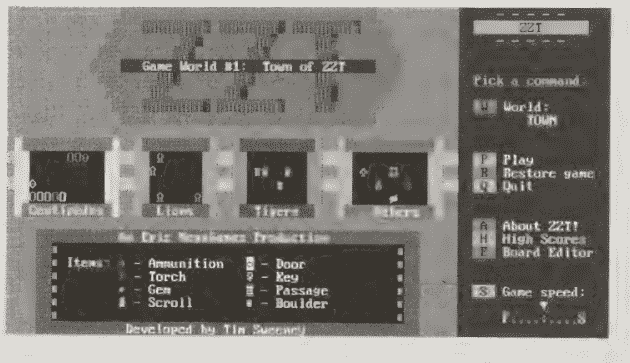 Game World #1: Town of ZZT
Centipedes
Lions
Tigers
Others
An Epic MegaGames Production
Items:
- Ammunition
- Torch
- Gem
- Scroll
- Door
- Key
- Passage
- Boulder
Developed by Tim Sweeney
ZZT
Pick a command:
W World:
TOWN
P Play
R Restore game
Q Quit
A About ZZT!
H High Scores
E Board Editor
S Game speed:
F.........S